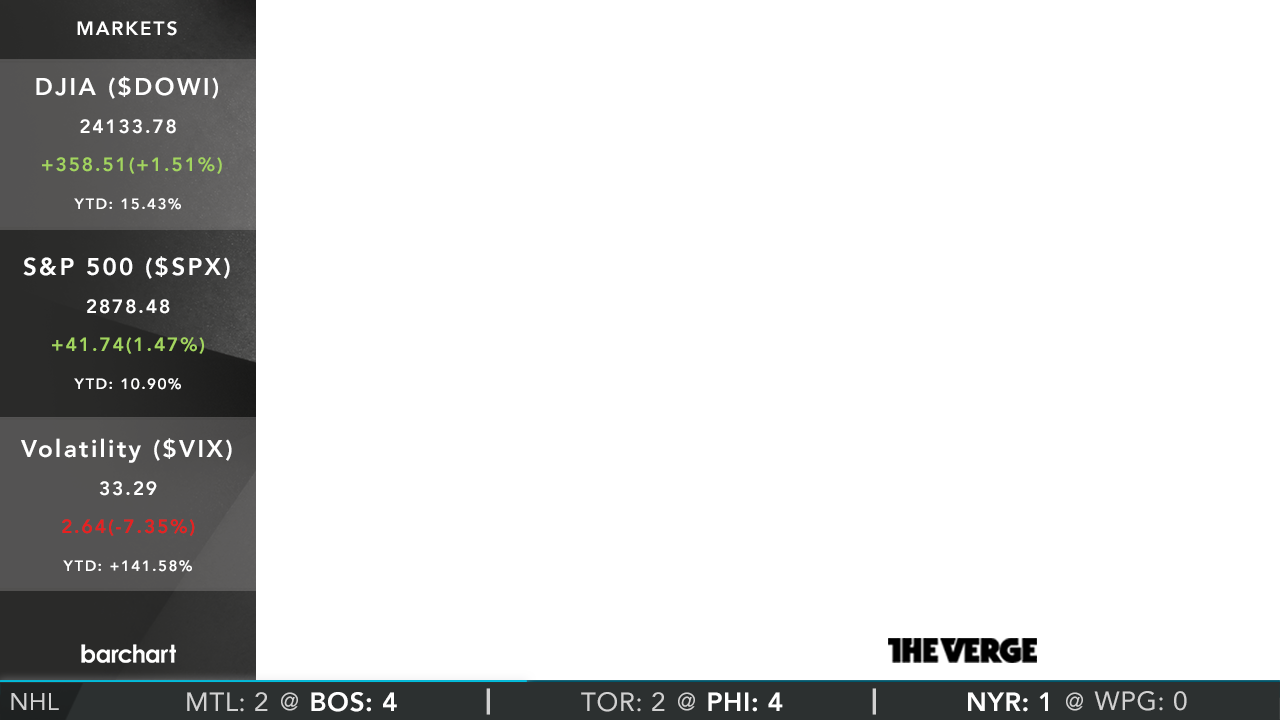 MARKETS
DJIA ($DOWI)
24133.78
+358.51(+1.51%)
YTD: 15.43%
S&P 500 ($SPX)
2878.48
+41.74(1.47%)
YTD: 10.90%
Volatility ($VIX)
33.29
2.64(-7.35%)
YTD: +141.58%
barchart
THE VERGE
NHL MTL: 2 @ BOS: 4 | TOR: 2 @ PHI: 4 | NYR: 1 @ WPG: 0